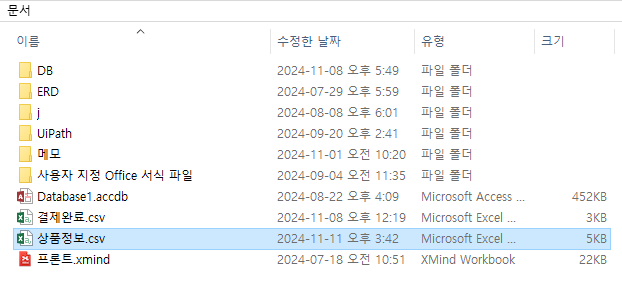 문서
이름 수정한 날짜 유형 크기
DB 2024-11-08 오후 5:49 파일 폴더
ERD 2024-07-29 오후 5:59 파일 폴더
j 2024-08-08 오후 6:01 파일 폴더
UiPath 2024-09-20 오후 2:41 파일 폴더
메모 2024-11-01 오전 10:20 파일 폴더
사용자 지정 Office 서식 파일 2024-09-04 오전 11:35 파일 폴더
Database1.accdb 2024-08-22 오후 4:09 Microsoft Access ... 452KB
결제완료.csv 2024-11-08 오후 12:19 Microsoft Excel ... 3KB
상품정보.csv 2024-11-11 오후 3:42 Microsoft Excel ... 5KB
프론트.xmind 2024-07-18 오전 10:51 XMind Workbook 22KB